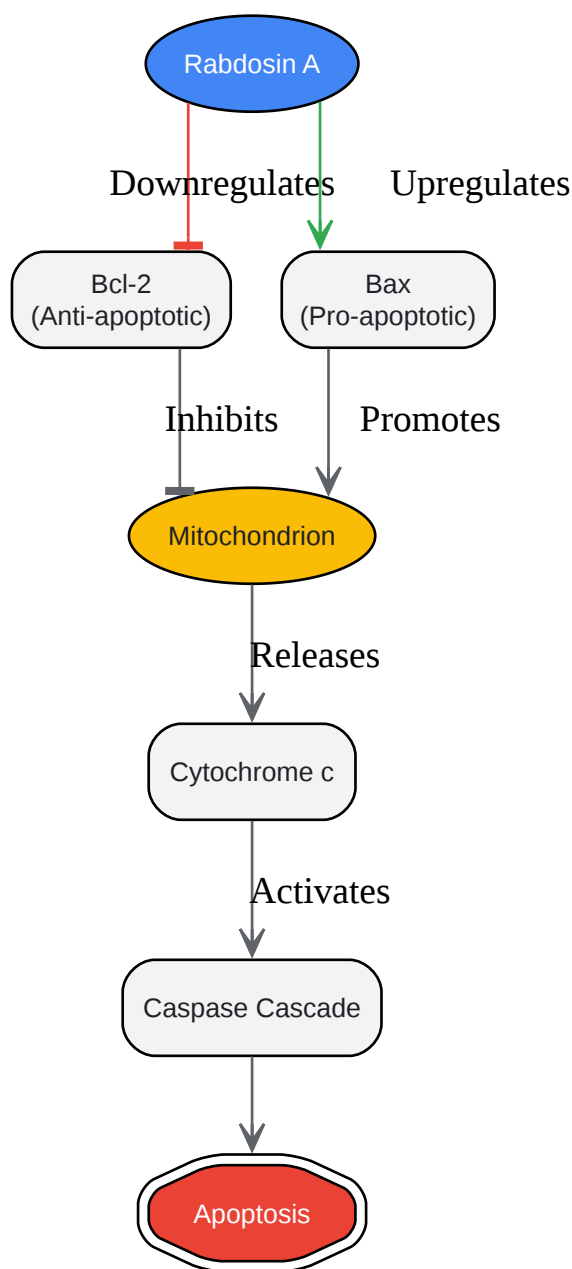 Rabdosin A
Downregulates
Upregulates
Bcl-2
(Anti-apoptotic)
Bax
(Pro-apoptotic)
Inhibits
Promotes
Mitochondrion
Releases
Cytochrome c
Activates
Caspase Cascade
Apoptosis